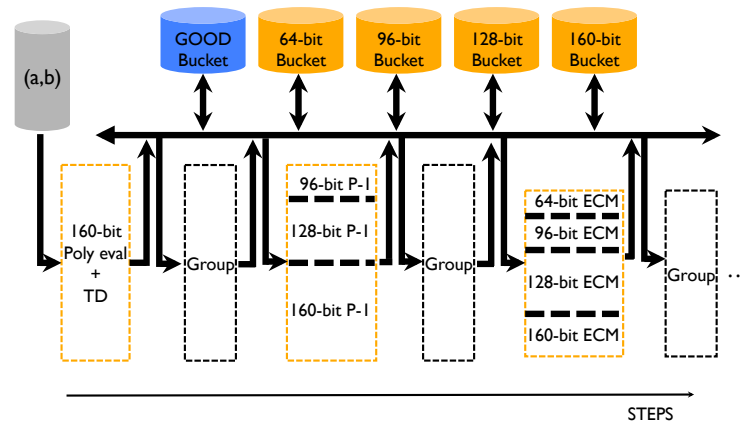 (a,b)
GOOD
Bucket
64-bit
Bucket
96-bit
Bucket
128-bit
Bucket
160-bit
Bucket
160-bit
Poly eval
+
TD
Group
96-bit P-1
128-bit P-1
160-bit P-1
Group
64-bit ECM
96-bit ECM
128-bit ECM
160-bit ECM
Group
...
STEPS